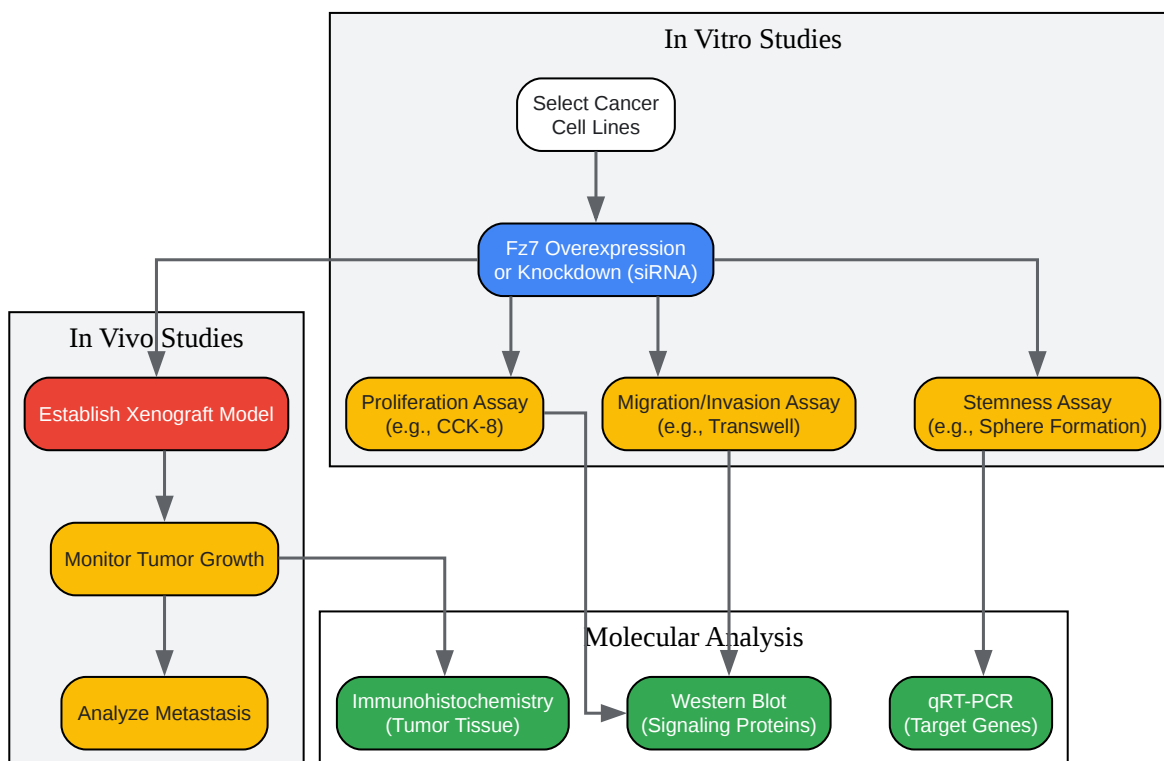 In Vitro Studies
Select Cancer
Cell Lines
Fz7 Overexpression
or Knockdown (siRNA)
In Vivo Studies
Establish Xenograft Model
Proliferation Assay
(e.g., CCK-8)
Migration/Invasion Assay
(e.g., Transwell)
Stemness Assay
(e.g., Sphere Formation)
Monitor Tumor Growth
Molecular Analysis
Analyze Metastasis
Immunohistochemistry
(Tumor Tissue)
Western Blot
(Signaling Proteins)
qRT-PCR
(Target Genes)